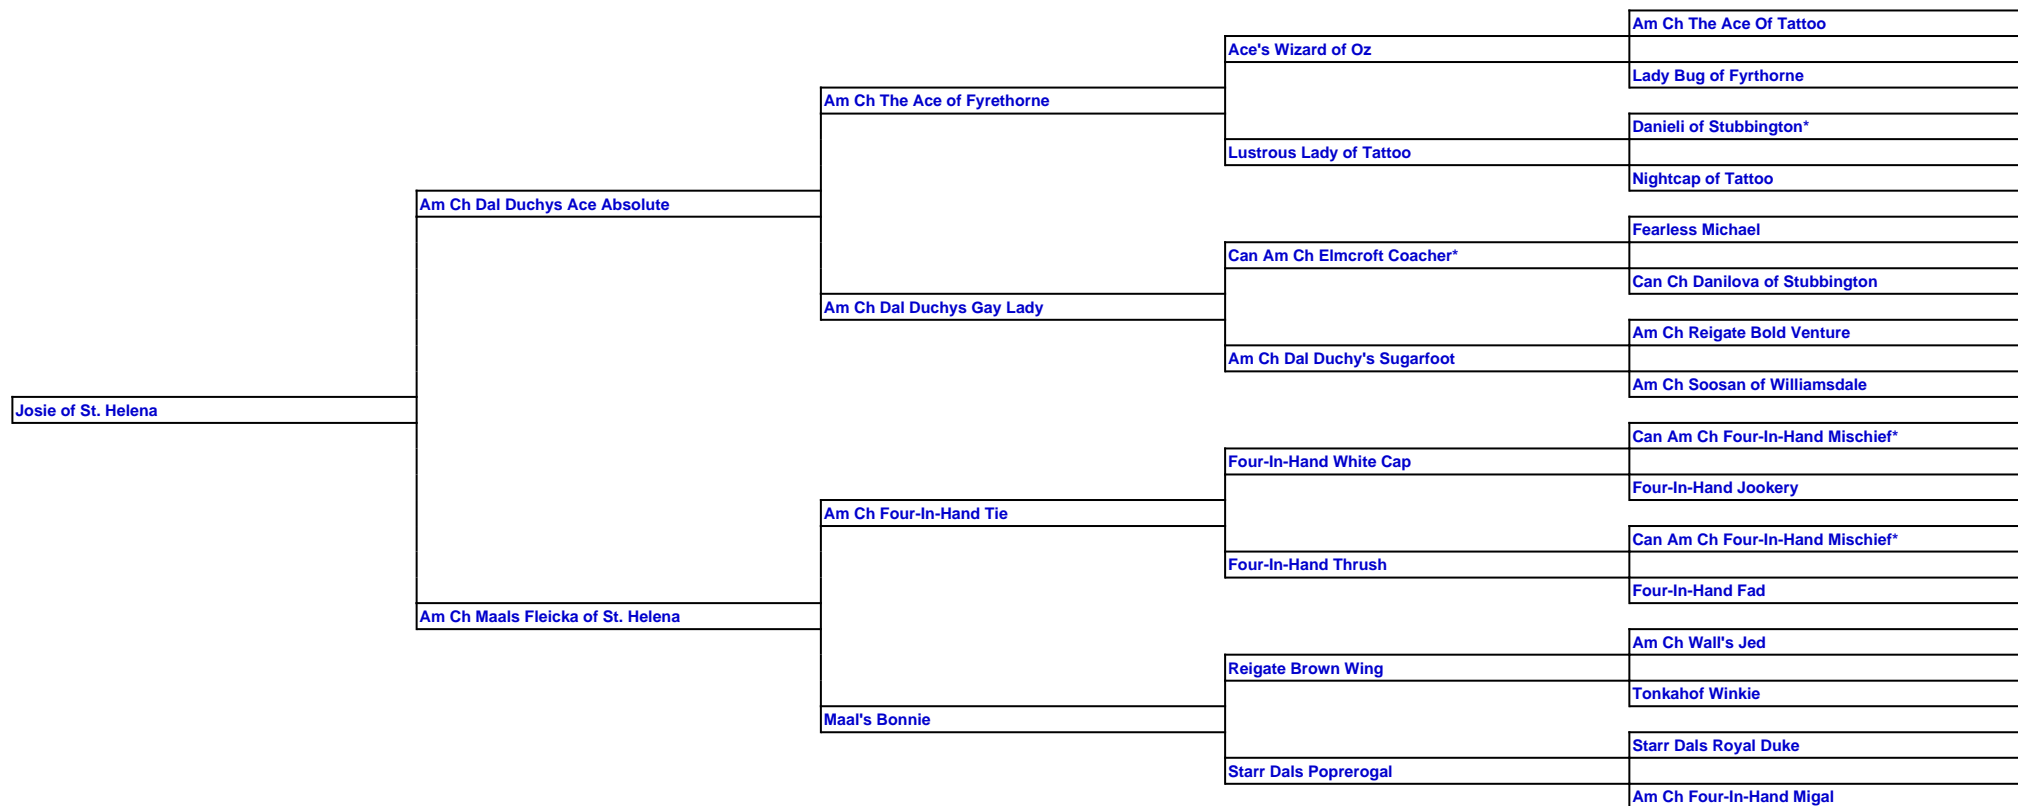 Am Ch The Ace Of Tattoo
Ace's Wizard of Oz
Lady Bug of Fyrthorne
Am Ch The Ace of Fyrethorne
Danieli of Stubbington*
Lustrous Lady of Tattoo
Nightcap of Tattoo
Am Ch Dal Duchys Ace Absolute
Fearless Michael
Can Am Ch Elmcroft Coacher*
Can Ch Danilova of Stubbington
Am Ch Dal Duchys Gay Lady
Am Ch Reigate Bold Venture
Am Ch Dal Duchy's Sugarfoot
Am Ch Soosan of Williamsdale
Josie of St. Helena
Can Am Ch Four-In-Hand Mischief*
Four-In-Hand White Cap
Four-In-Hand Jookery
Am Ch Four-In-Hand Tie
Can Am Ch Four-In-Hand Mischief*
Four-In-Hand Thrush
Four-In-Hand Fad
Am Ch Maals Fleicka of St. Helena
Am Ch Wall's Jed
Reigate Brown Wing
Tonkahof Winkie
Maal's Bonnie
Starr Dals Royal Duke
Starr Dals Poprerogal
Am Ch Four-In-Hand Migal